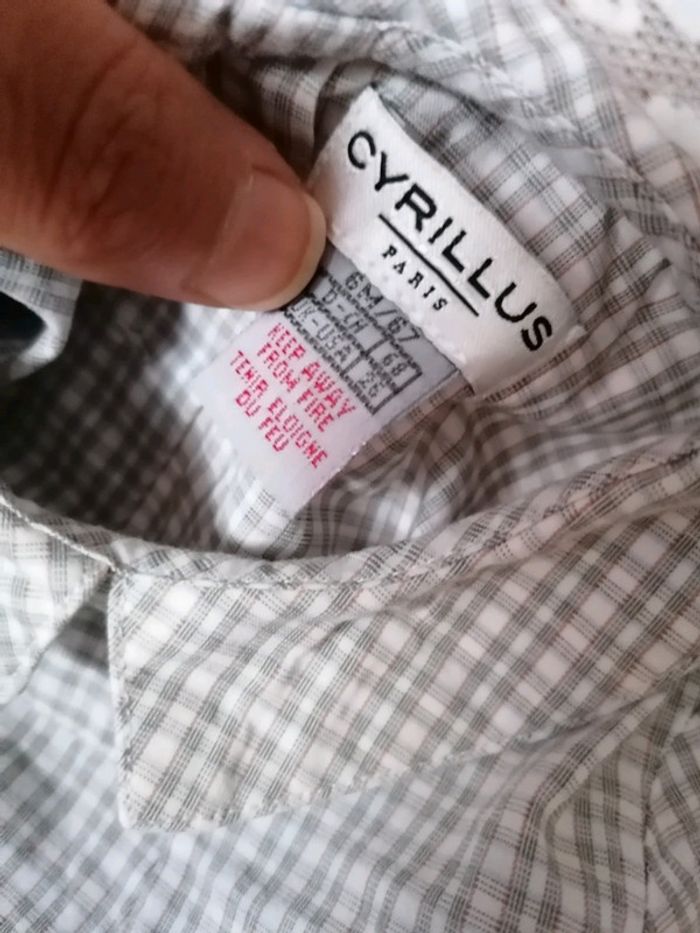 CYRILLUS
PARIS
6M/67
D-CH 68
UK-USA 26
KEEP AWAY
FROM FIRE
TENIR ELOIGNE
DU FEU